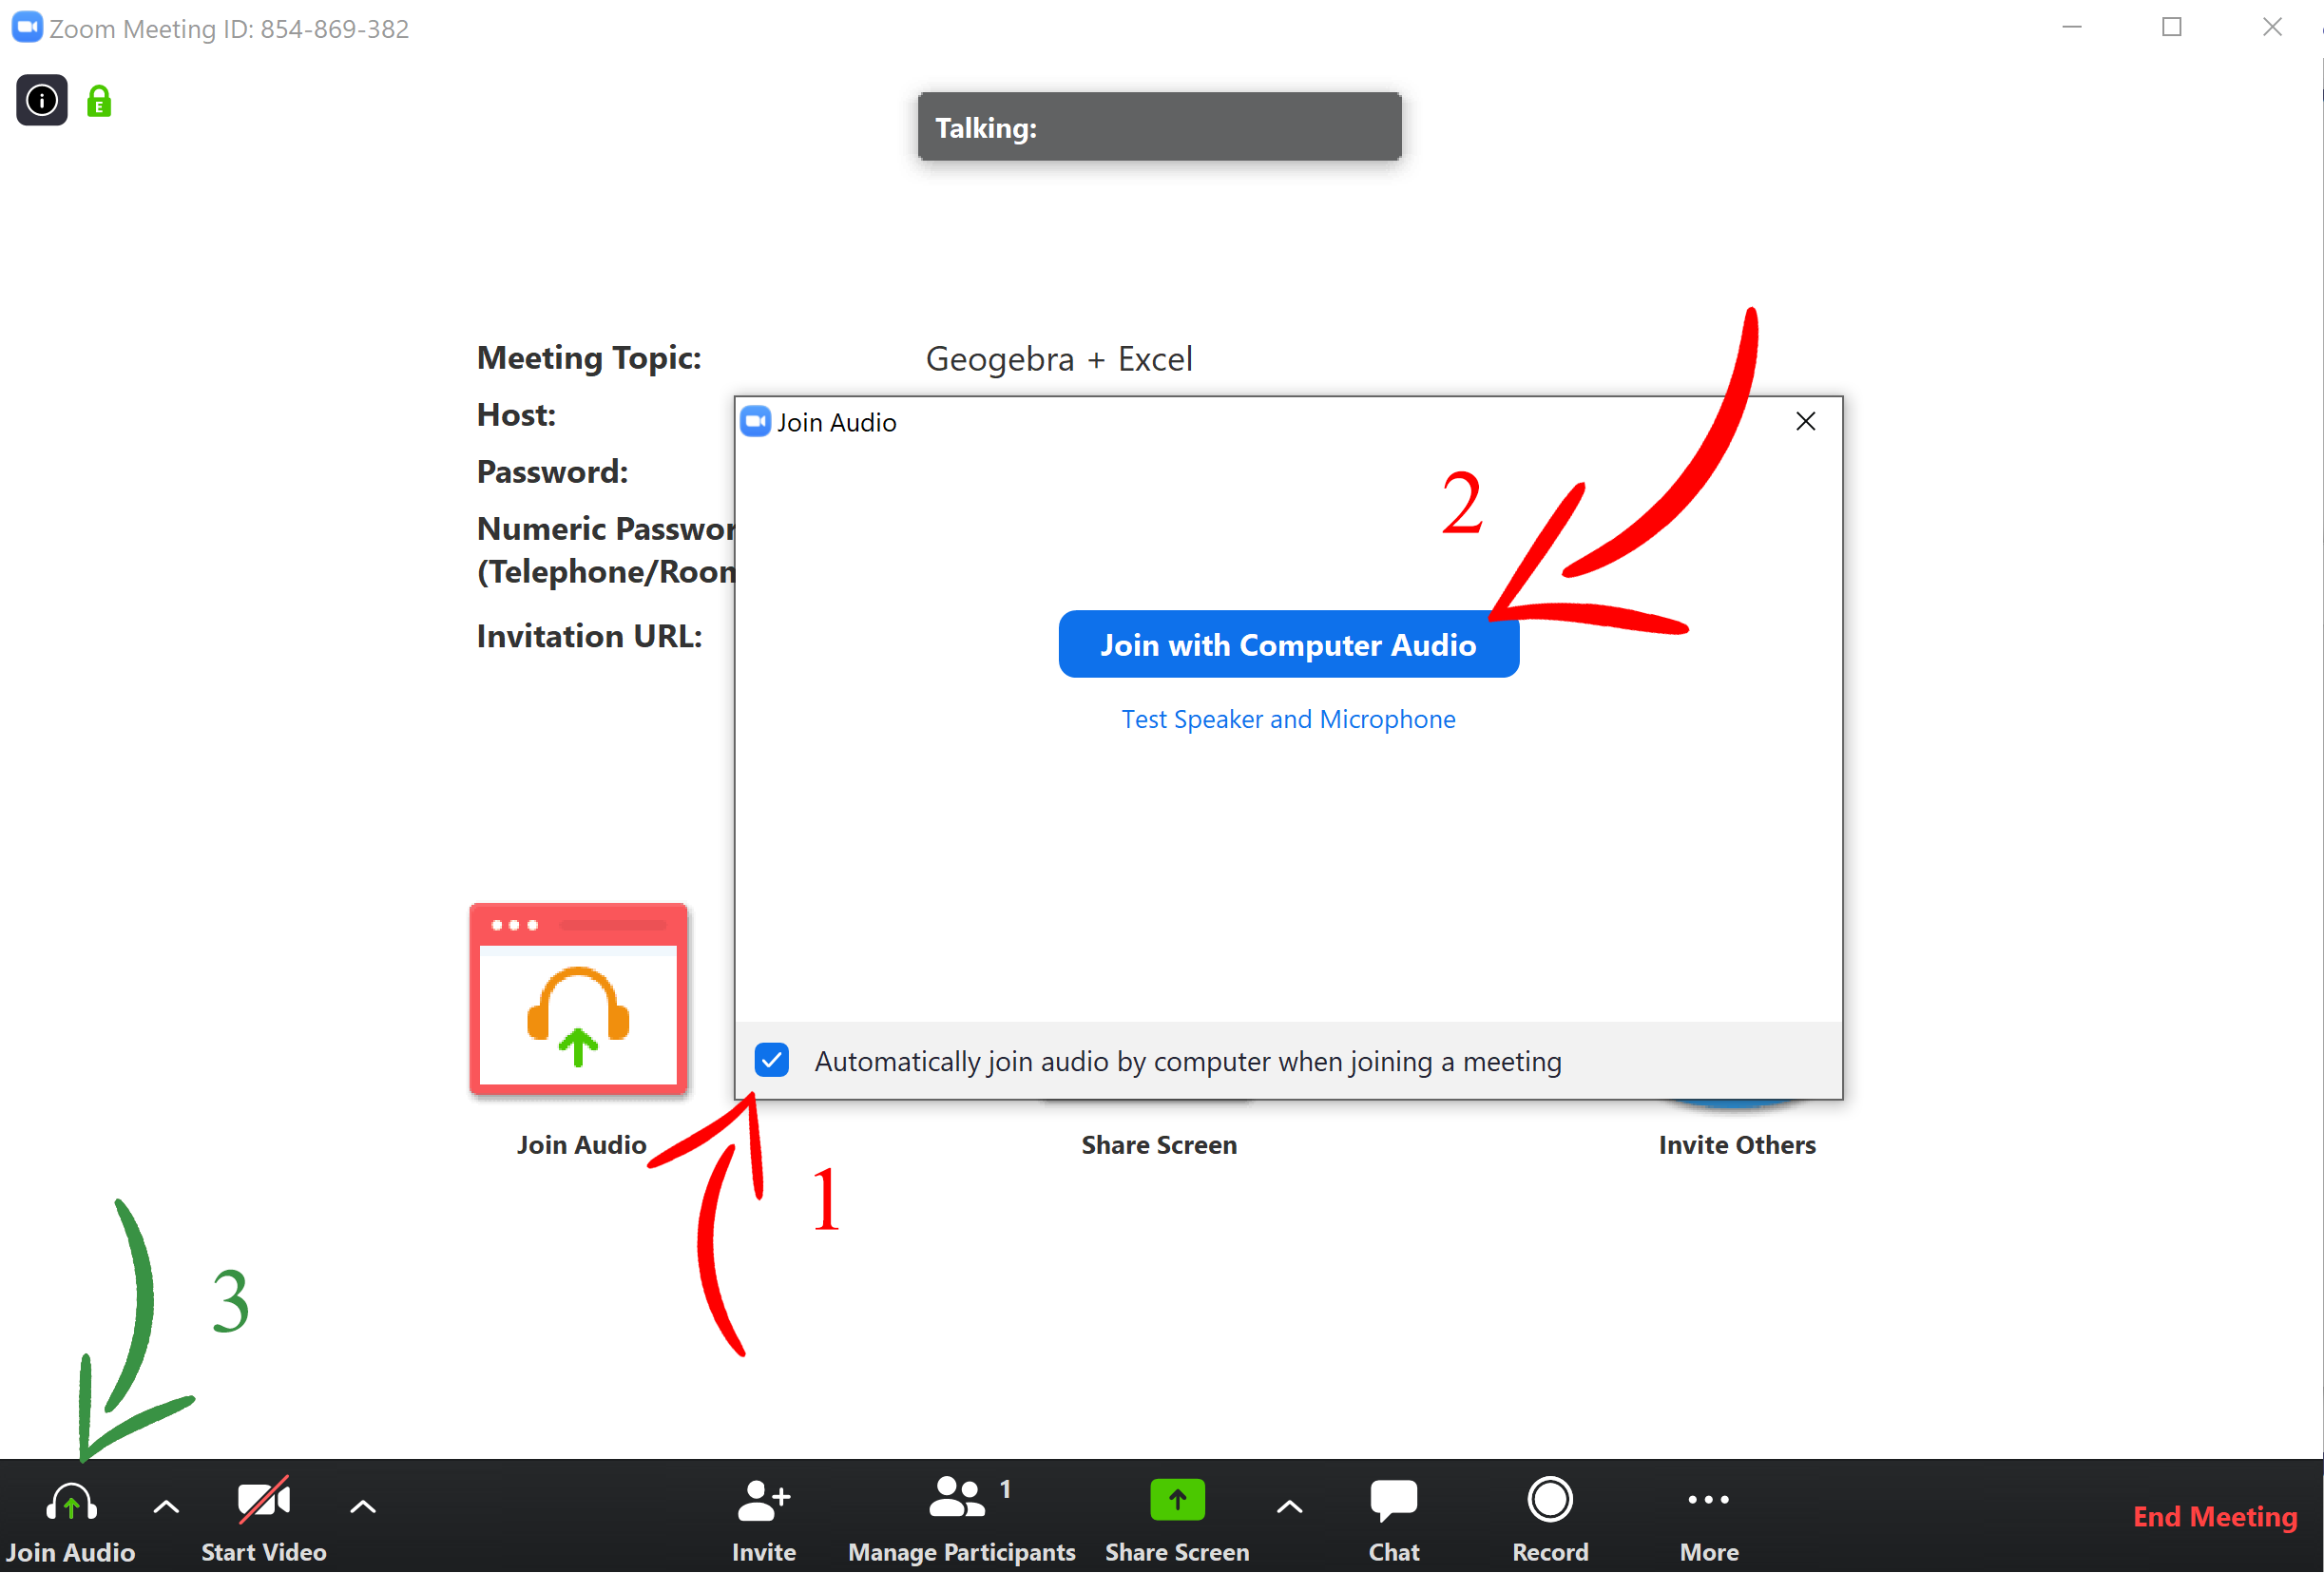 Zoom Meeting ID: 854-869-382
E
Talking:
Meeting Topic: Geogebra + Excel
Host:
Password:
Numeric Passwor
(Telephone/Room
Invitation URL:
Join Audio
2
Join with Computer Audio
Test Speaker and Microphone
Automatically join audio by computer when joining a meeting
Join Audio Share Screen Invite Others
1
3
1
Join Audio Start Video Invite Manage Participants Share Screen Chat Record More End Meeting